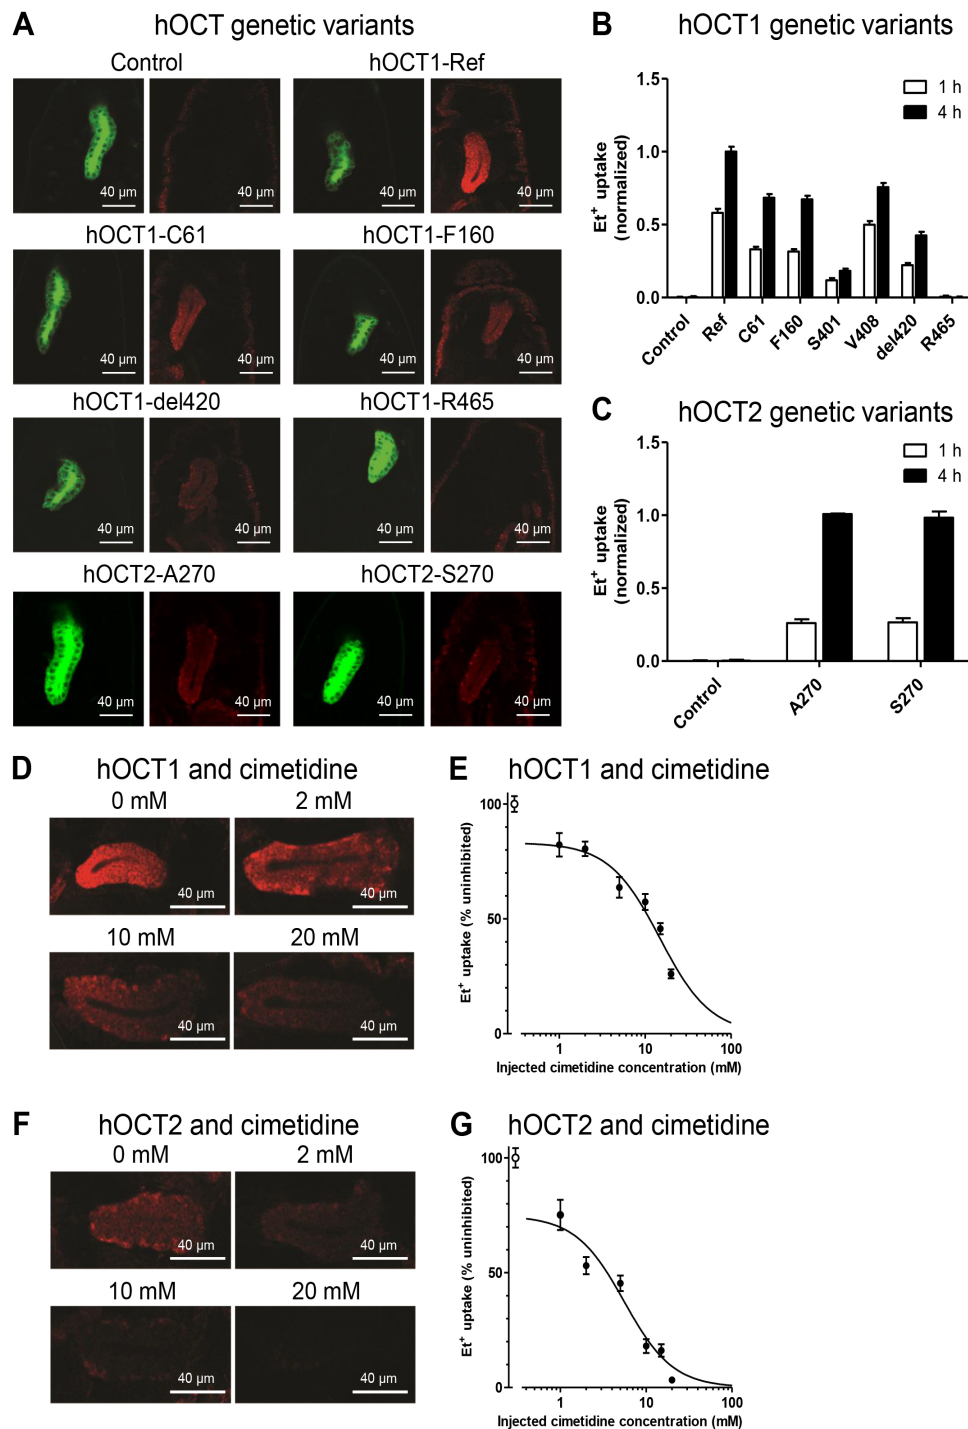 A hOCT genetic variants
Control hOCT1-Ref
40 µm 40 µm 40 µm 40 µm
hOCT1-C61 hOCT1-F160
40 µm 40 µm 40 µm 40 µm
hOCT1-del420 hOCT1-R465
40 µm 40 µm 40 µm 40 µm
hOCT2-A270 hOCT2-S270
40 µm 40 µm 40 µm 40 µm
B hOCT1 genetic variants
1.5
1.0
0.5
0.0
Et⁺ uptake
(normalized)
1 h
4 h
Control Ref C61 F160 S401 V408 del420 R465
C hOCT2 genetic variants
1.5
1.0
0.5
0.0
Et⁺ uptake
(normalized)
1 h
4 h
Control A270 S270
D hOCT1 and cimetidine
0 mM 2 mM
40 µm 40 µm
10 mM 20 mM
40 µm 40 µm
E hOCT1 and cimetidine
100
50
0
Et⁺ uptake (% uninhibited)
1 10 100
Injected cimetidine concentration (mM)
F hOCT2 and cimetidine
0 mM 2 mM
40 µm 40 µm
10 mM 20 mM
40 µm 40 µm
G hOCT2 and cimetidine
100
50
0
Et⁺ uptake (% uninhibited)
1 10 100
Injected cimetidine concentration (mM)